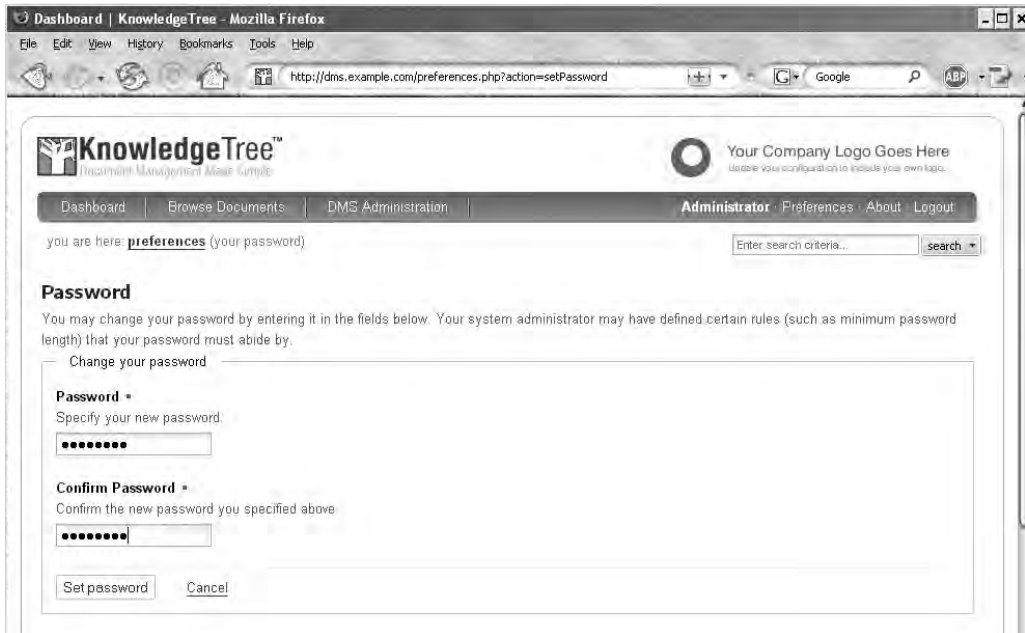 Dashboard | KnowledgeTree - Mozilla Firefox
File Edit View History Bookmarks Tools Help
http://dms.example.com/preferences.php?action=setPassword
G Google
ABP
KnowledgeTree™
Document Management Made Simple
Your Company Logo Goes Here
Update your configuration to include your own logo.
Dashboard | Browse Documents | DMS Administration |
Administrator · Preferences · About · Logout
you are here: preferences (your password)
Enter search criteria...
search
Password
You may change your password by entering it in the fields below. Your system administrator may have defined certain rules (such as minimum password
length) that your password must abide by.
Change your password
Password
Specify your new password.
••••••••
Confirm Password
Confirm the new password you specified above
••••••••
Set password
Cancel